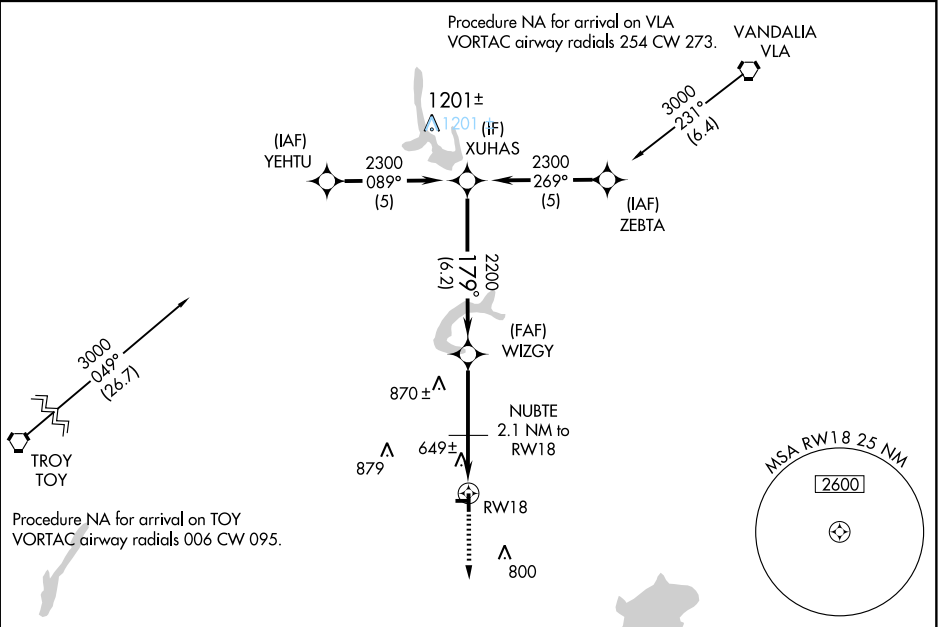 Procedure NA for arrival on VLA
VORTAC airway radials 254 CW 273.
VANDALIA
VLA
3000
231°
(6.4)
1201±
1201 ±
(IF)
XUHAS
(IAF)
YEHTU
2300
089°
(5)
2300
269°
(5)
(IAF)
ZEBTA
2200
179°
(6.2)
(FAF)
WIZGY
3000
049°
(26.7)
TROY
TOY
870±
NUBTE
2.1 NM to
RW18
649±
879
RW18
800
MSA RW18 25 NM
2600
Procedure NA for arrival on TOY
VORTAC airway radials 006 CW 095.